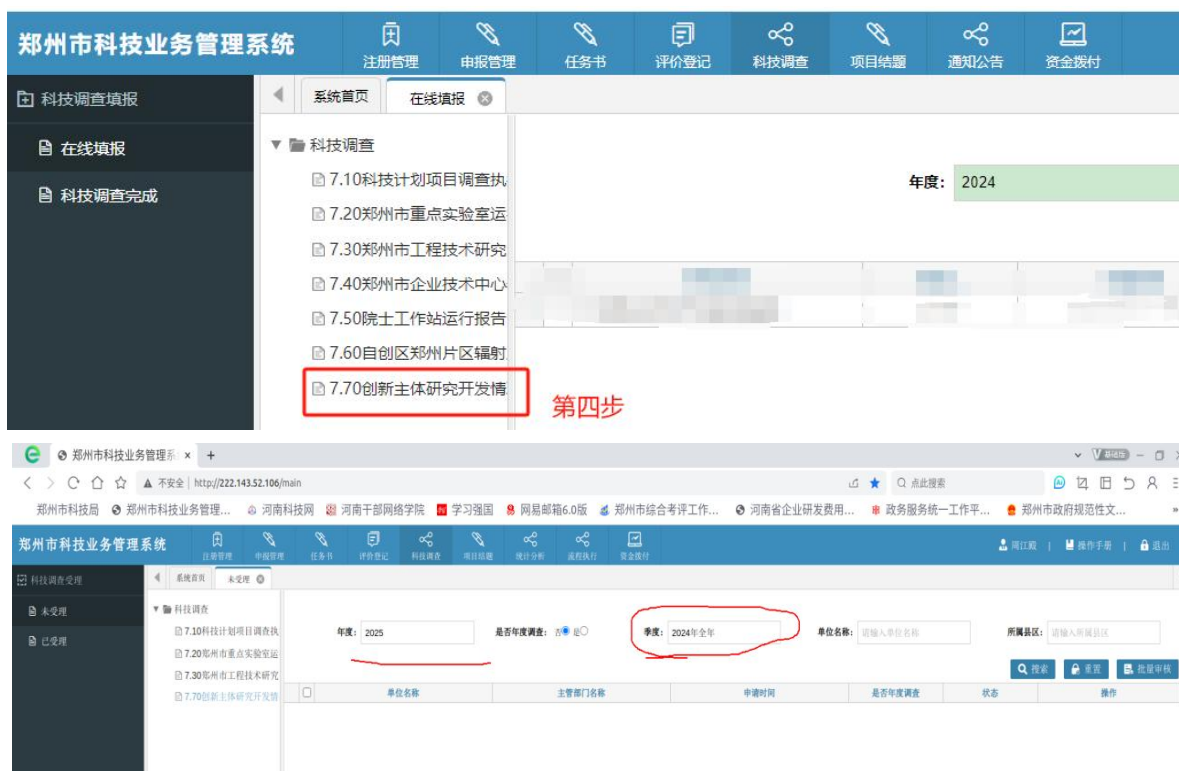 郑州市科技业务管理系统
注册管理 申报管理 任务书 评价登记 科技调查 项目结题 通知公告 资金拨付
科技调查填报
系统首页 在线填报
在线填报
科技调查完成
科技调查
7.10科技计划项目调查执
7.20郑州市重点实验室运
7.30郑州市工程技术研究
7.40郑州市企业技术中心
7.50院士工作站运行报告
7.60自创区郑州片区辐射
7.70创新主体研究开发情
年度： 2024
第四步
郑州市科技业务管理系
不安全 http://222.143.52.106/main 点此搜索
郑州市科技局 郑州市科技业务管理... 河南科技网 河南干部网络学院 学习强国 网易邮箱6.0版 郑州市综合考评工作... 河南省企业研发费用... 政务服务统一工作平... 郑州市政府规范性文...
郑州市科技业务管理系统
注册管理 申报管理 任务书 评价登记 科技调查 项目结题 统计分析 流程执行 资金拨付
操作手册 退出
科技调查受理
系统首页 未受理
未受理
已受理
科技调查
7.10科技计划项目调查执
7.20郑州市重点实验室运
7.30郑州市工程技术研究
7.70创新主体研究开发情
年度： 2025 是否年度调查： 否 是 季度： 2024年全年 单位名称： 请输入单位名称 所属县区： 请输入所属县区
搜索 重置 批量审核
单位名称 主管部门名称 申请时间 是否年度调查 状态 操作